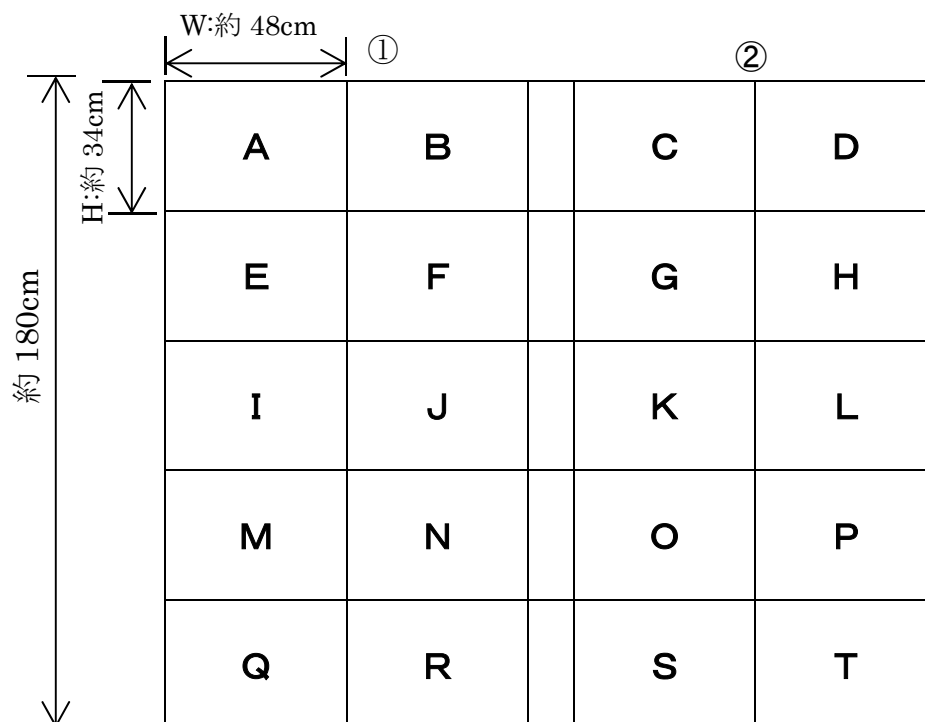 W:約 48cm
① ②
H:約 34cm
約 180cm
A B C D
E F G H
I J K L
M N O P
Q R S T